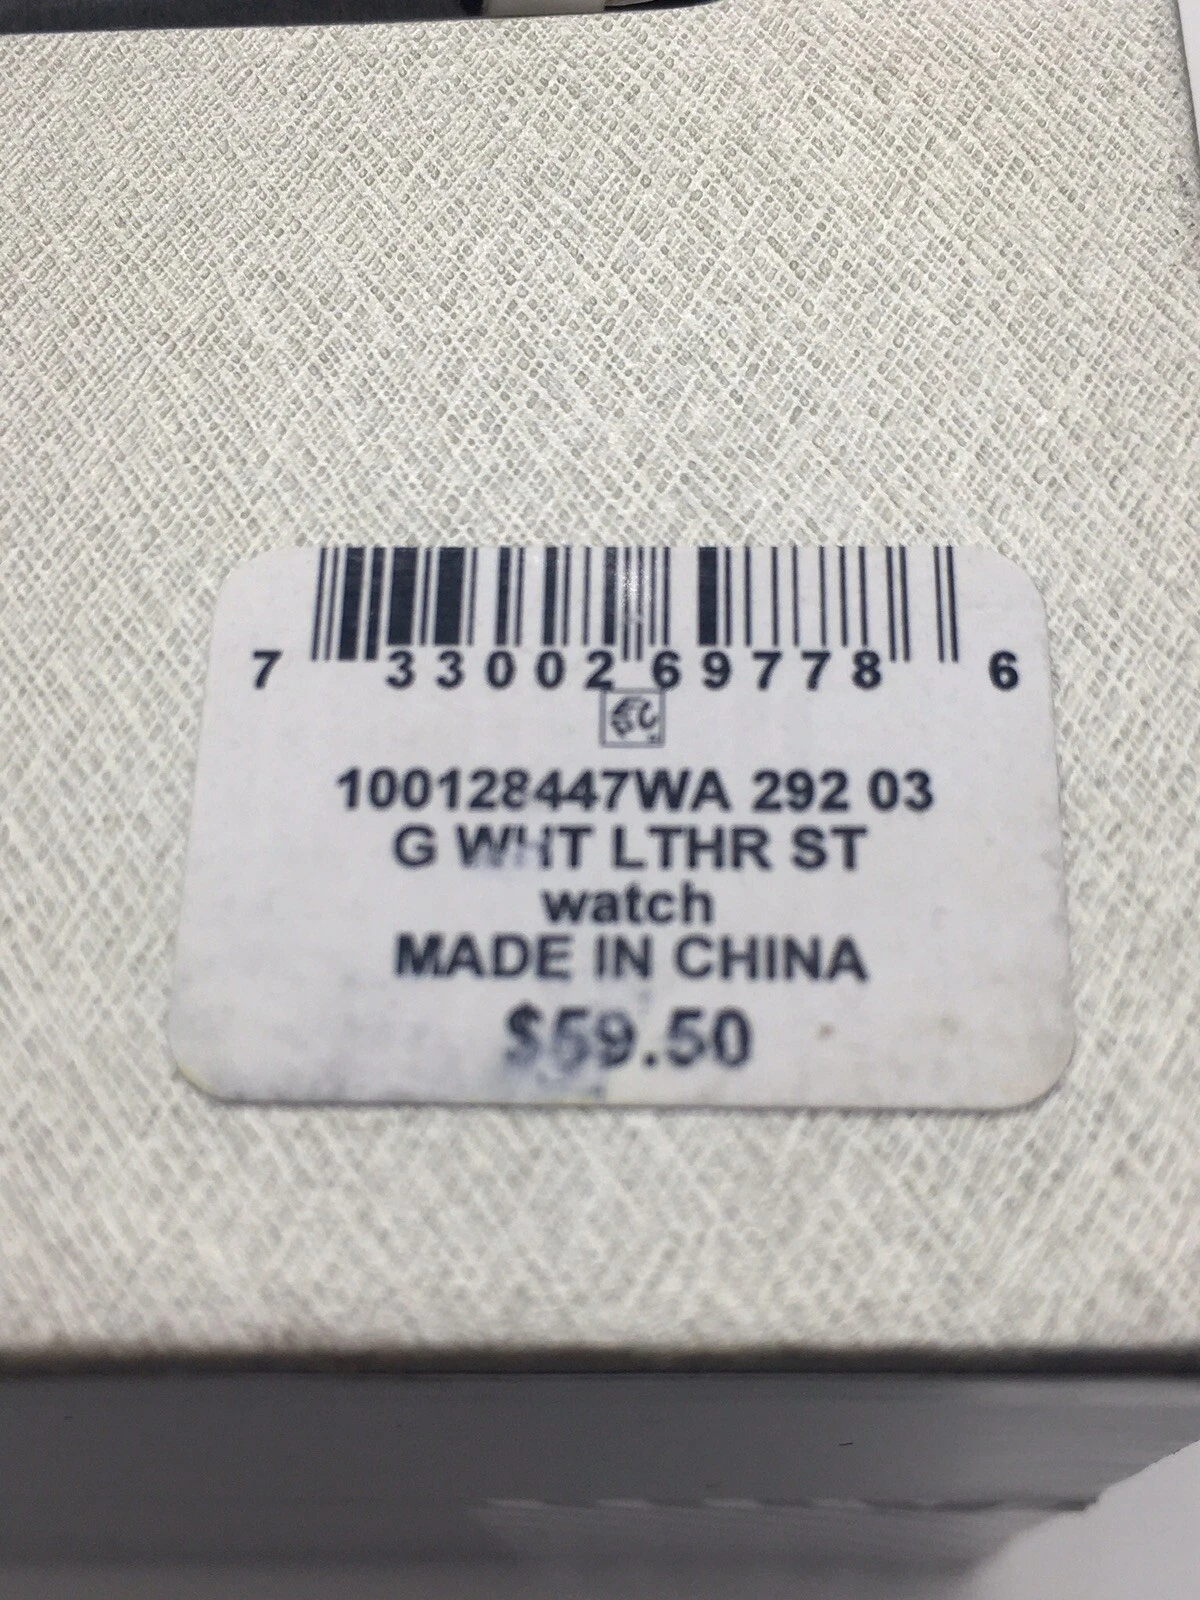 7 33002 69778 6
100128447WA 292 03
G WHT LTHR ST
watch
MADE IN CHINA
$59.50